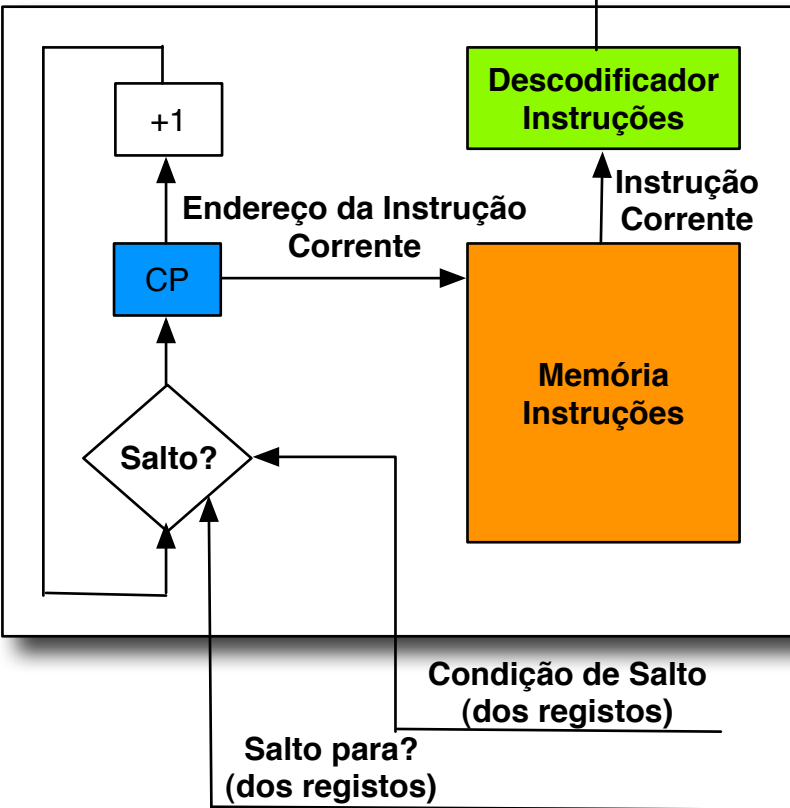 Descodificador
Instruções
+1
Instrução
Corrente
Endereço da Instrução
Corrente
CP
Memória
Instruções
Salto?
Condição de Salto
(dos registos)
Salto para?
(dos registos)